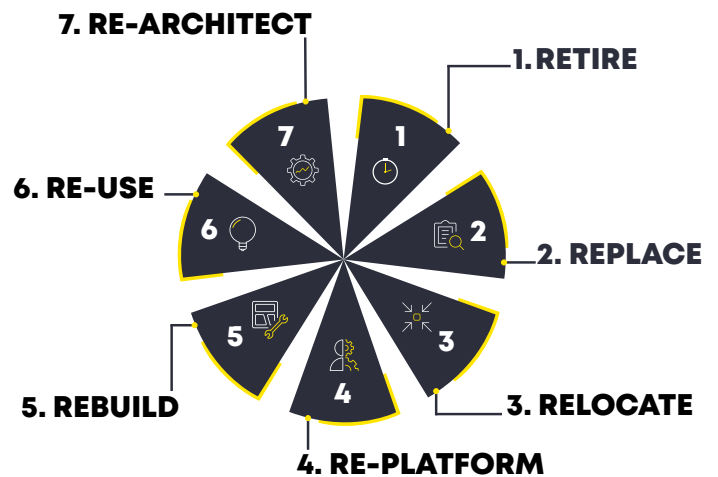 7. RE-ARCHITECT
1. RETIRE
7
1
6. RE-USE
6
2
2. REPLACE
5
3
4
5. REBUILD
3. RELOCATE
4. RE-PLATFORM